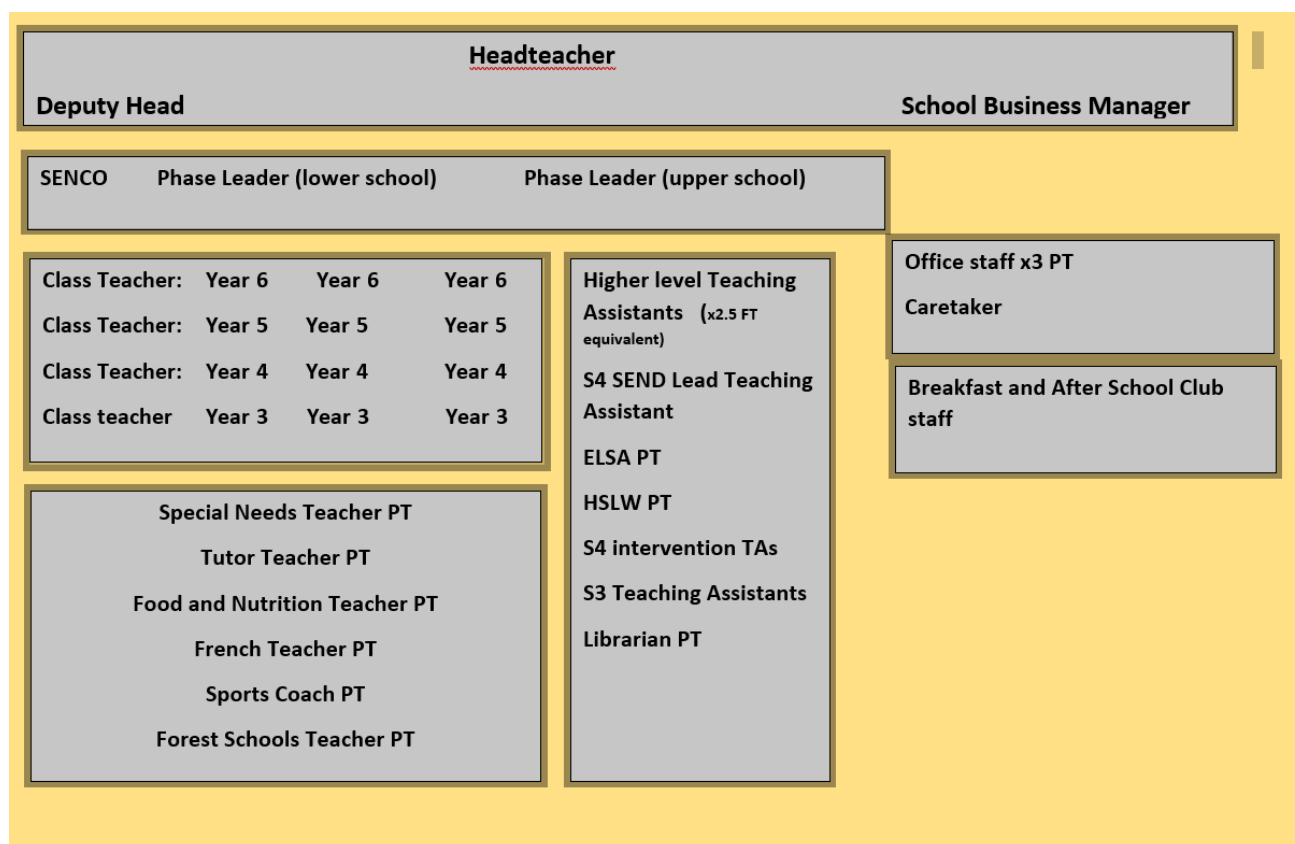 Headteacher
Deputy Head School Business Manager
SENCO Phase Leader (lower school) Phase Leader (upper school)
Class Teacher: Year 6 Year 6 Year 6
Class Teacher: Year 5 Year 5 Year 5
Class Teacher: Year 4 Year 4 Year 4
Class teacher Year 3 Year 3 Year 3
Special Needs Teacher PT
Tutor Teacher PT
Food and Nutrition Teacher PT
French Teacher PT
Sports Coach PT
Forest Schools Teacher PT
Higher level Teaching
Assistants (x2.5 FT
equivalent)
S4 SEND Lead Teaching
Assistant
ELSA PT
HSLW PT
S4 intervention TAs
S3 Teaching Assistants
Librarian PT
Office staff x3 PT
Caretaker
Breakfast and After School Club
staff